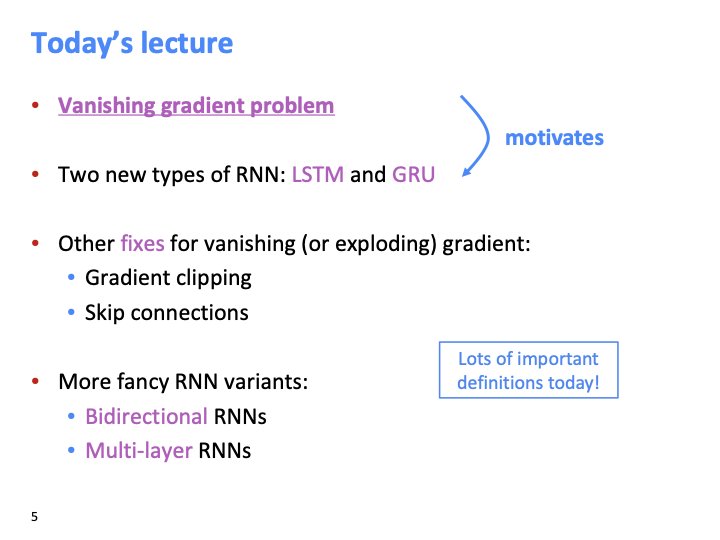 Today’s lecture
• Vanishing gradient problem
motivates
• Two new types of RNN: LSTM and GRU
• Other fixes for vanishing (or exploding) gradient:
• Gradient clipping
• Skip connections
Lots of important
definitions today!
• More fancy RNN variants:
• Bidirectional RNNs
• Multi-layer RNNs
5